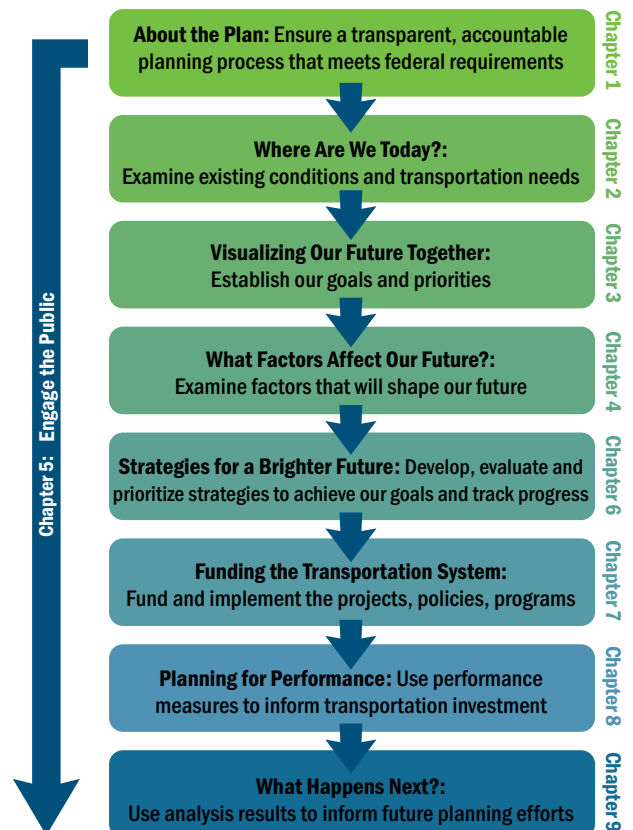 About the Plan: Ensure a transparent, accountable
planning process that meets federal requirements
Chapter 1
Where Are We Today?:
Examine existing conditions and transportation needs
Chapter 2
Visualizing Our Future Together:
Establish our goals and priorities
Chapter 3
What Factors Affect Our Future?:
Examine factors that will shape our future
Chapter 4
Chapter 5: Engage the Public
Strategies for a Brighter Future: Develop, evaluate and
prioritize strategies to achieve our goals and track progress
Chapter 6
Funding the Transportation System:
Fund and implement the projects, policies, programs
Chapter 7
Planning for Performance: Use performance
measures to inform transportation investment
Chapter 8
What Happens Next?:
Use analysis results to inform future planning efforts
Chapter 9